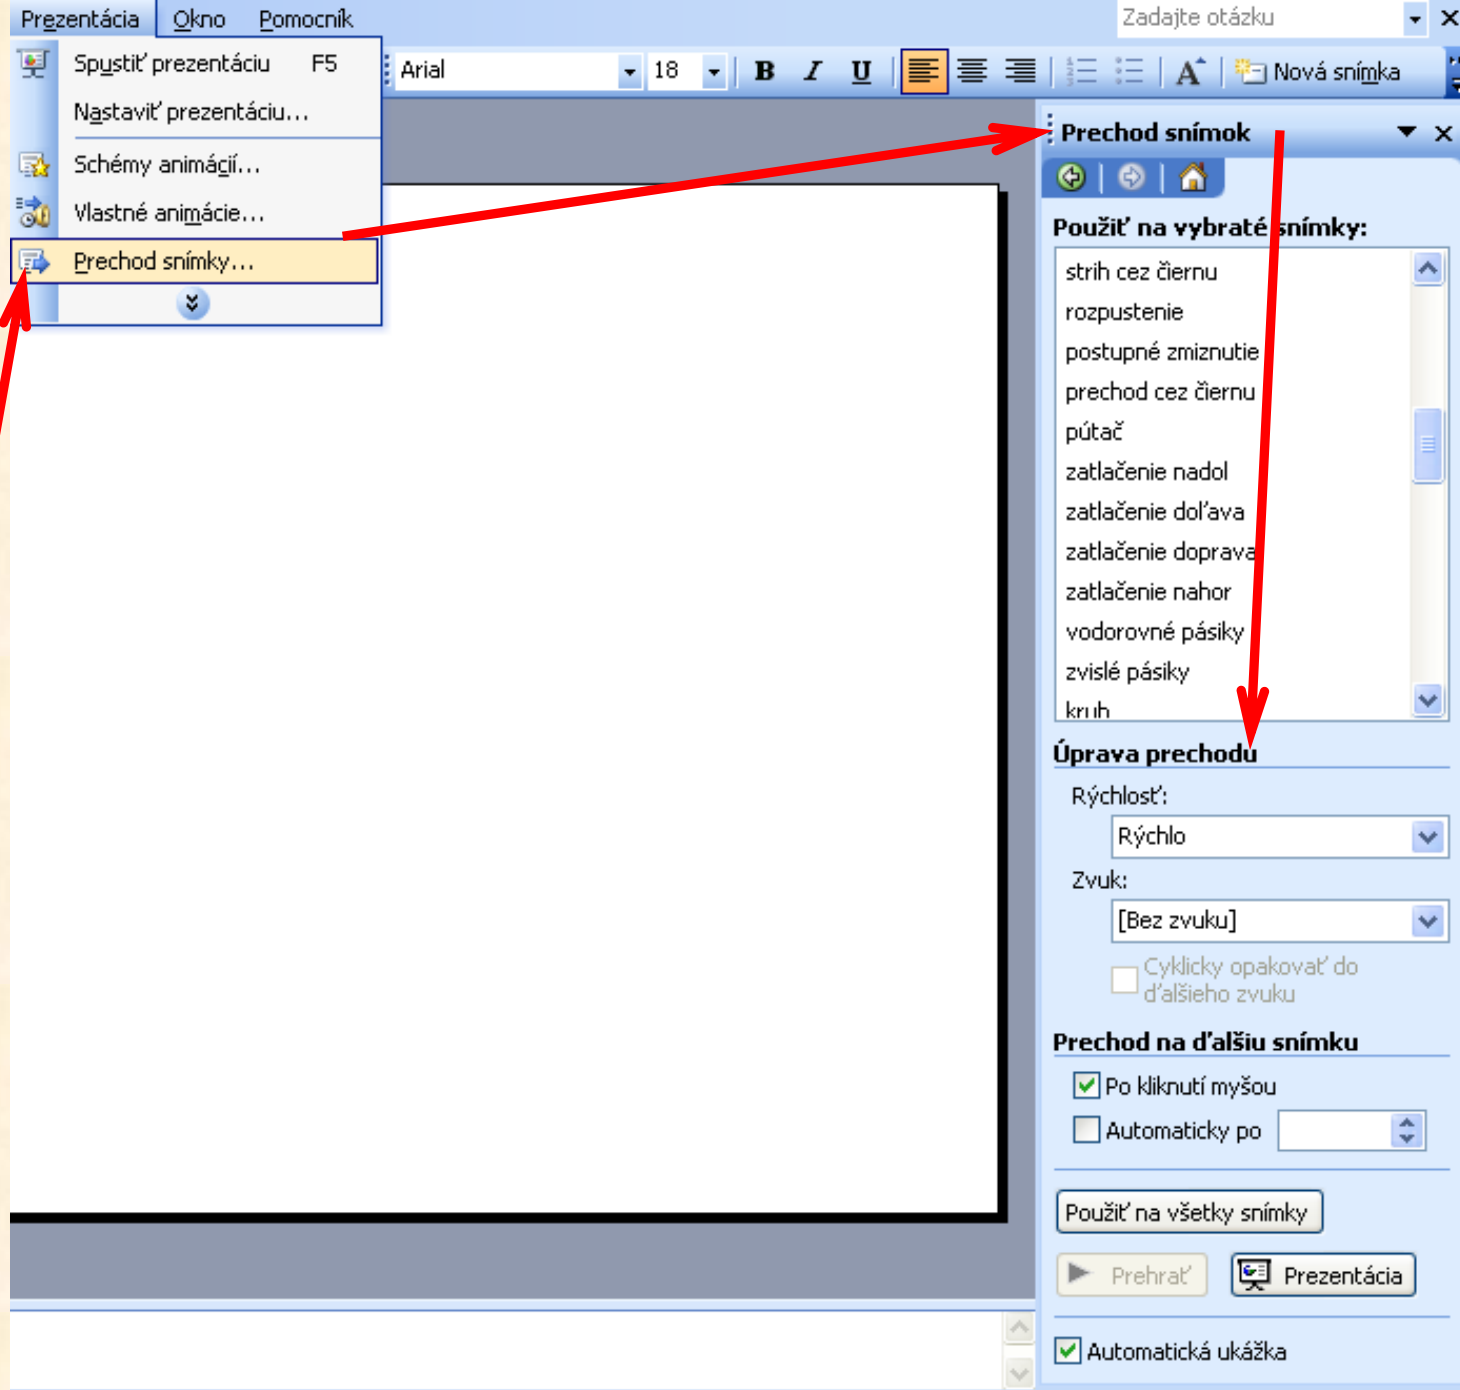 Prezentácia Okno Pomocník Zadajte otázku
Spustiť prezentáciu F5
Arial 18 B I U A Nová snímka
Nastaviť prezentáciu...
Schémy animácií...
Vlastné animácie...
Prechod snímky...
Prechod snímok
Použiť na vybraté snímky:
strih cez čiernu
rozpustenie
postupné zmiznutie
prechod cez čiernu
pútač
zatlačenie nadol
zatlačenie doľava
zatlačenie doprava
zatlačenie nahor
vodorovné pásiky
zvislé pásiky
kruh
Úprava prechodu
Rýchlosť:
Rýchlo
Zvuk:
[Bez zvuku]
Cyklicky opakovať do
ďalšieho zvuku
Prechod na ďalšiu snímku
Po kliknutí myšou
Automaticky po
Použiť na všetky snímky
Prehrať Prezentácia
Automatická ukážka